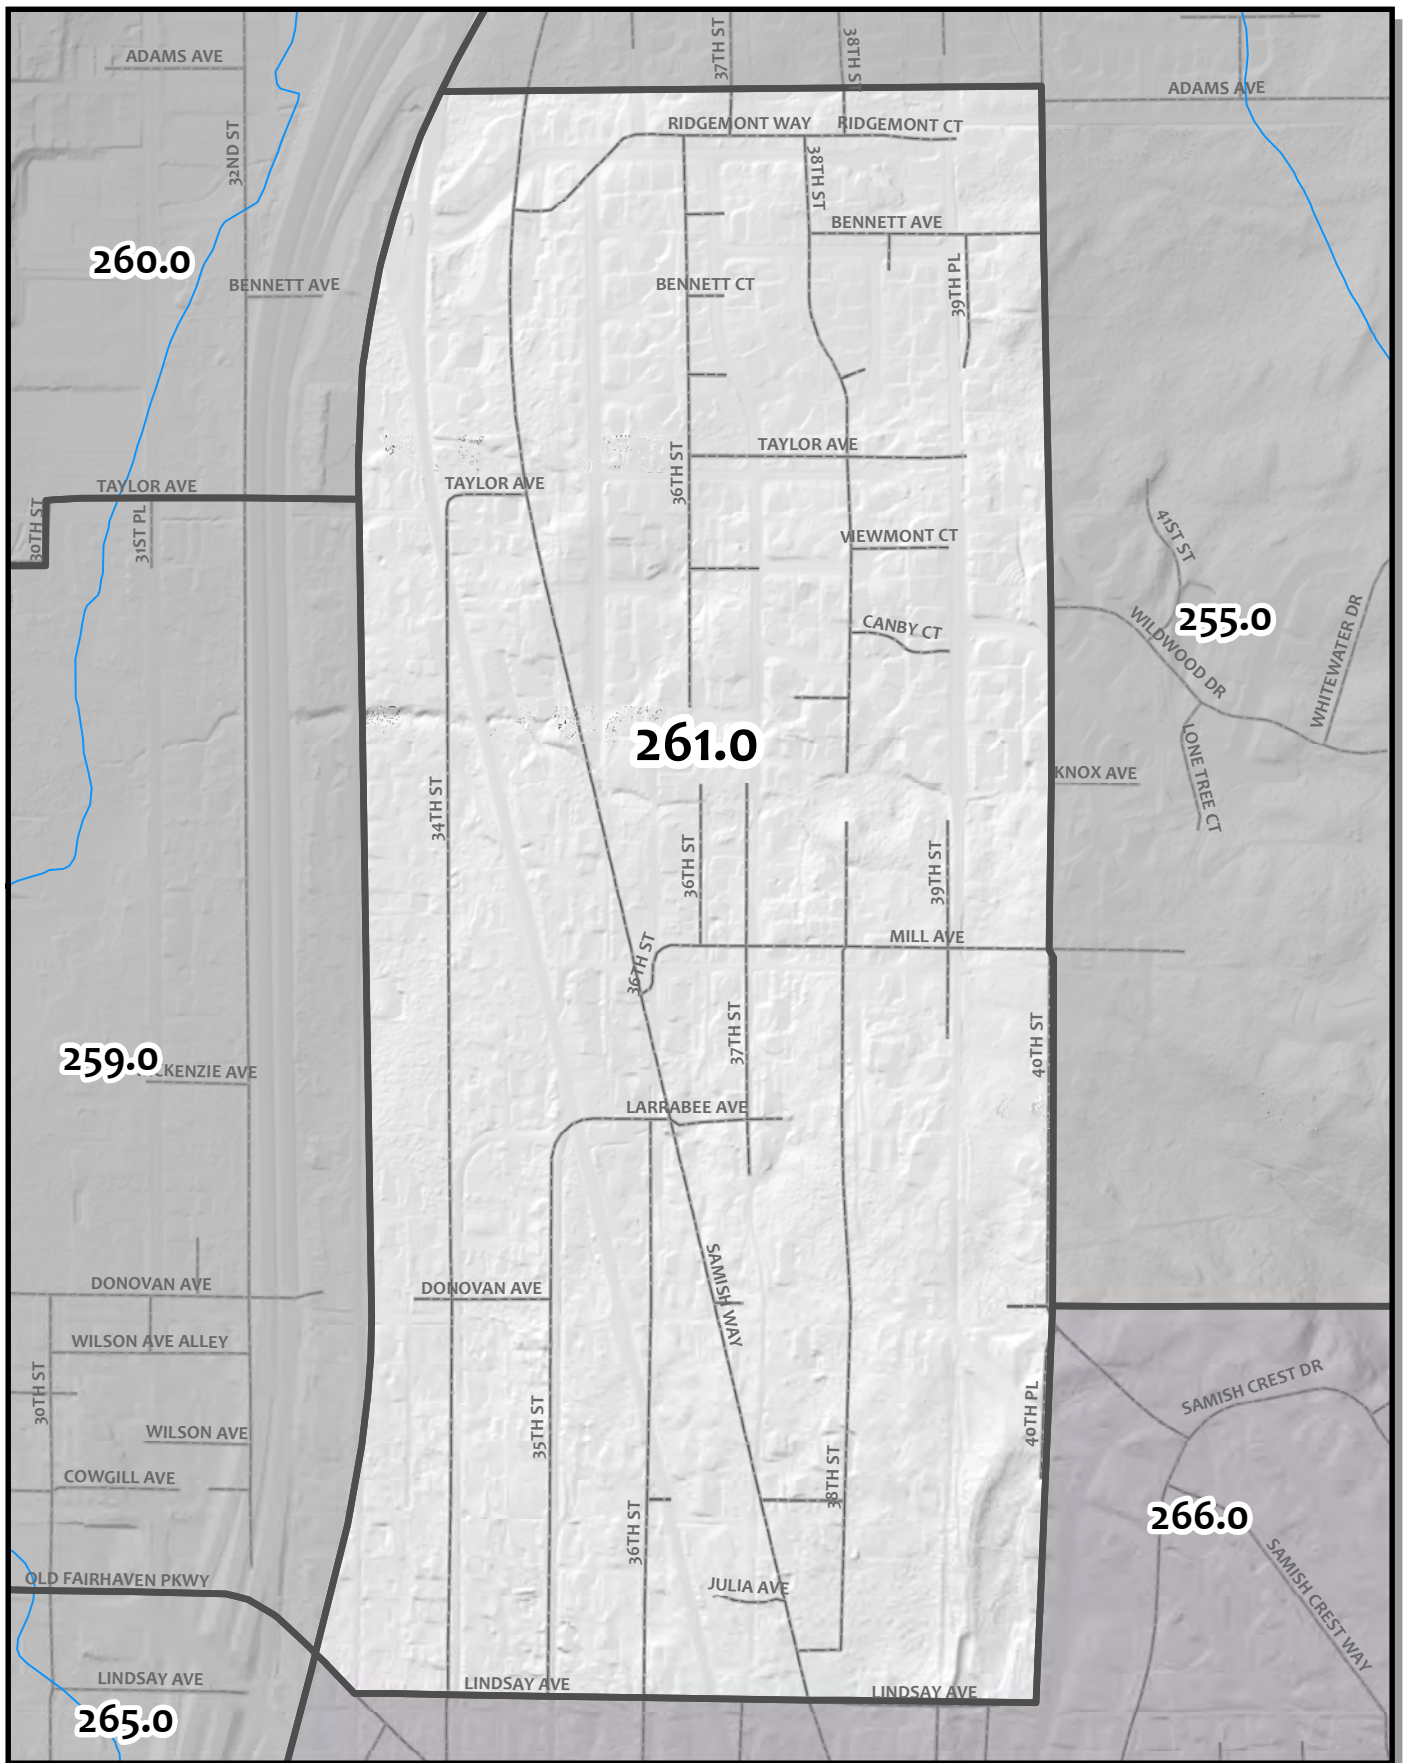 ADAMS AVE
37TH ST
38TH ST
ADAMS AVE
32ND ST
RIDGEMONT WAY
RIDGEMONT CT
38TH ST
BENNETT AVE
260.0
BENNETT AVE
BENNETT CT
39TH PL
TAYLOR AVE
36TH ST
TAYLOR AVE
TAYLOR AVE
30TH ST
31ST PL
VIEWMONT CT
41ST ST
255.0
WHITEWATER DR
WILDWOOD DR
CANBY CT
261.0
KNOX AVE
LONE TREE CT
34TH ST
36TH ST
39TH ST
MILL AVE
36TH ST
37TH ST
40TH ST
259.0
CKENZIE AVE
LARRABEE AVE
DONOVAN AVE
DONOVAN AVE
SAMISH WAY
WILSON AVE ALLEY
30TH ST
SAMISH CREST DR
40TH PL
35TH ST
WILSON AVE
38TH ST
COWGILL AVE
266.0
36TH ST
OLD FAIRHAVEN PKWY
JULIA AVE
SAMISH CREST WAY
LINDSAY AVE
LINDSAY AVE
LINDSAY AVE
265.0